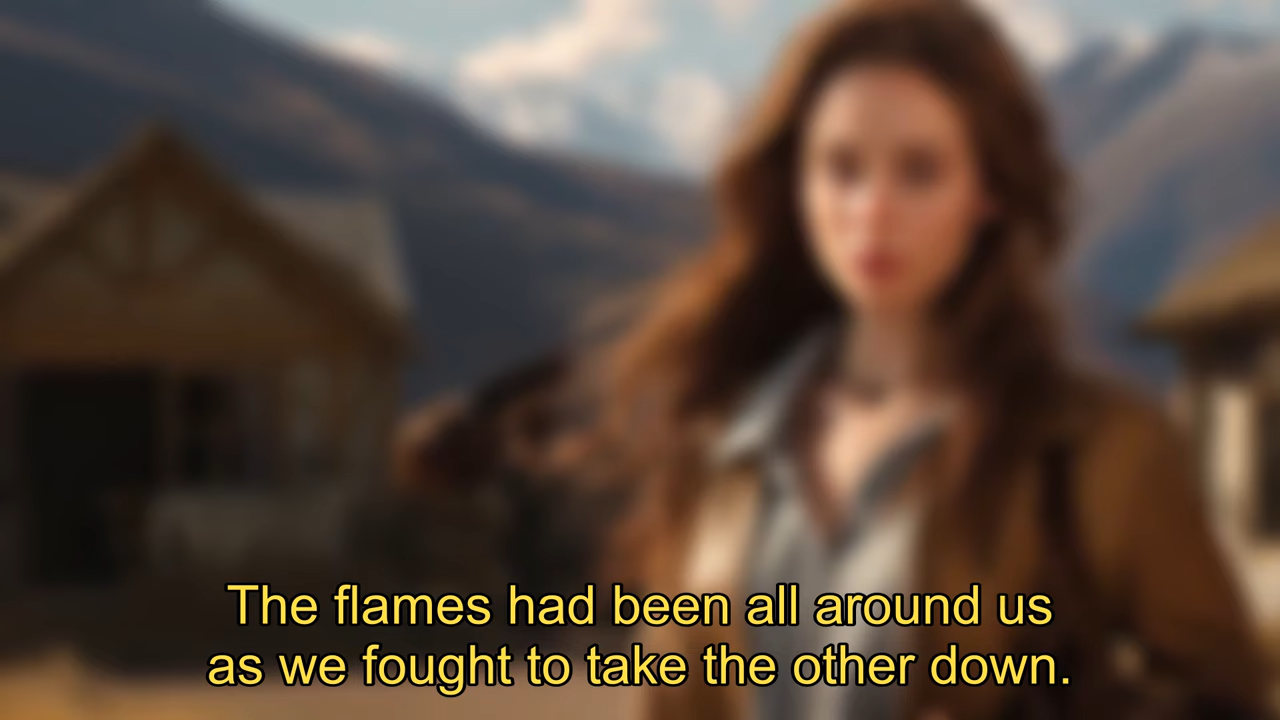 The flames had been all around us
as we fought to take the other down.